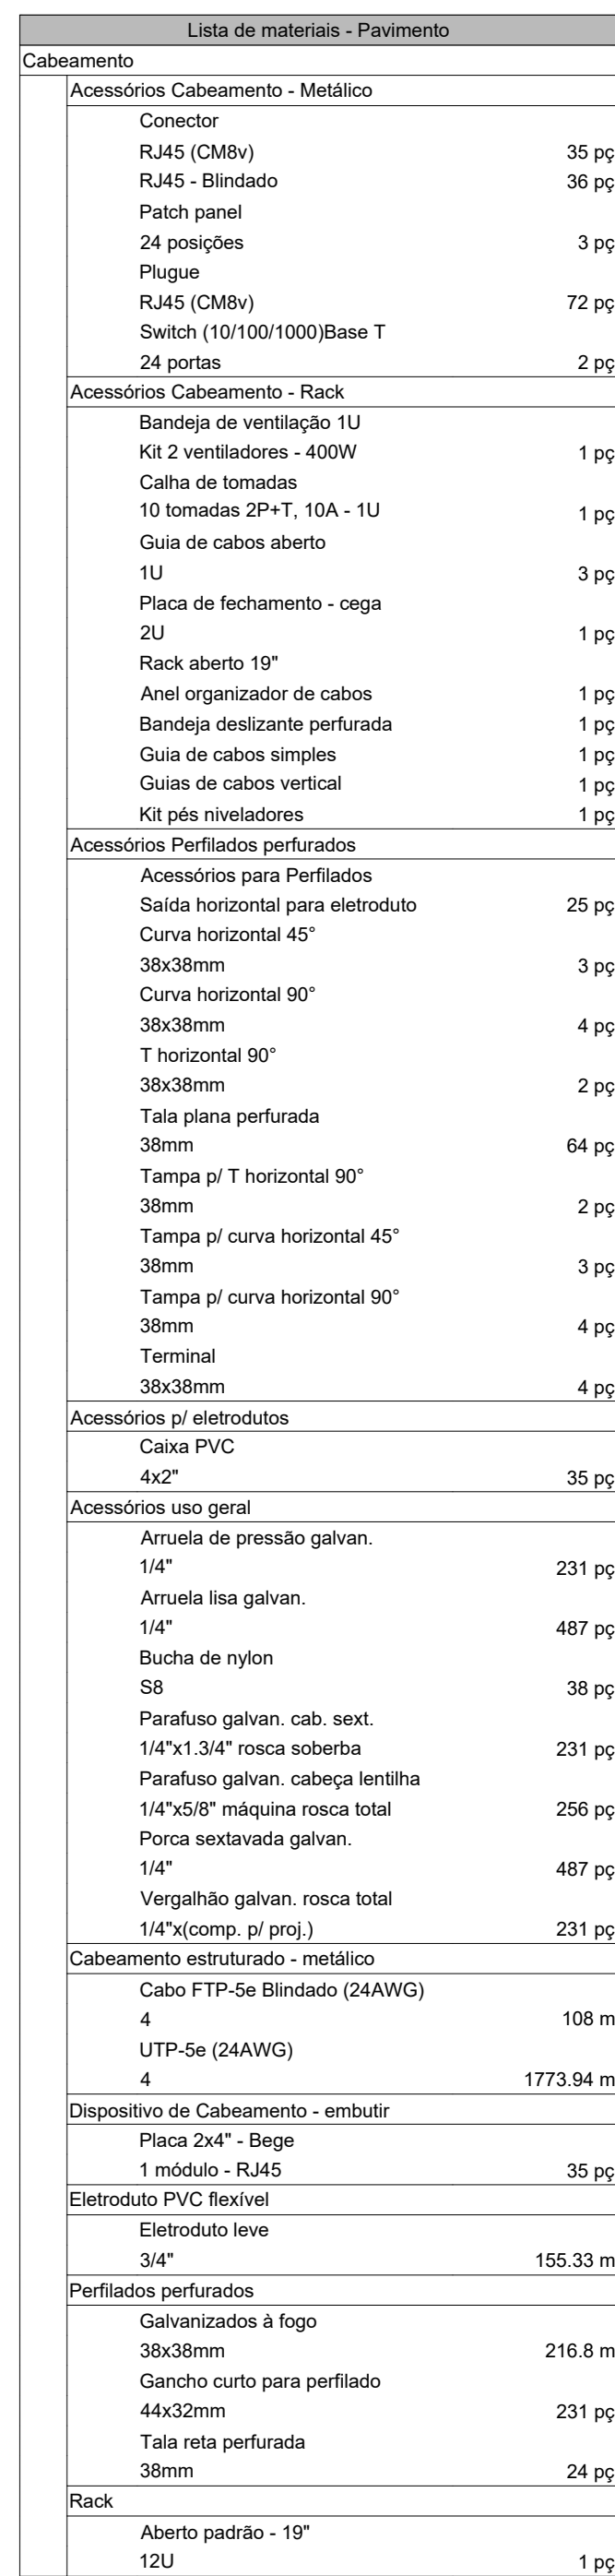 Lista de materiais - Pavimento
Cabeamento
Acessórios Cabeamento - Metálico
Conector
RJ45 (CM8v) 35 pç
RJ45 - Blindado 36 pç
Patch panel
24 posições 3 pç
Plugue
RJ45 (CM8v) 72 pç
Switch (10/100/1000)Base T
24 portas 2 pç
Acessórios Cabeamento - Rack
Bandeja de ventilação 1U
Kit 2 ventiladores - 400W 1 pç
Calha de tomadas
10 tomadas 2P+T, 10A - 1U 1 pç
Guia de cabos aberto
1U 3 pç
Placa de fechamento - cega
2U 1 pç
Rack aberto 19"
Anel organizador de cabos 1 pç
Bandeja deslizante perfurada 1 pç
Guia de cabos simples 1 pç
Guias de cabos vertical 1 pç
Kit pés niveladores 1 pç
Acessórios Perfilados perfurados
Acessórios para Perfilados
Saída horizontal para eletroduto 25 pç
Curva horizontal 45°
38x38mm 3 pç
Curva horizontal 90°
38x38mm 4 pç
T horizontal 90°
38x38mm 2 pç
Tala plana perfurada
38mm 64 pç
Tampa p/ T horizontal 90°
38mm 2 pç
Tampa p/ curva horizontal 45°
38mm 3 pç
Tampa p/ curva horizontal 90°
38mm 4 pç
Terminal
38x38mm 4 pç
Acessórios p/ eletrodutos
Caixa PVC
4x2" 35 pç
Acessórios uso geral
Arruela de pressão galvan.
1/4" 231 pç
Arruela lisa galvan.
1/4" 487 pç
Bucha de nylon
S8 38 pç
Parafuso galvan. cab. sext.
1/4"x1.3/4" rosca soberba 231 pç
Parafuso galvan. cabeça lentilha
1/4"x5/8" máquina rosca total 256 pç
Porca sextavada galvan.
1/4" 487 pç
Vergalhão galvan. rosca total
1/4"x(comp. p/ proj.) 231 pç
Cabeamento estruturado - metálico
Cabo FTP-5e Blindado (24AWG)
4 108 m
UTP-5e (24AWG)
4 1773.94 m
Dispositivo de Cabeamento - embutir
Placa 2x4" - Bege
1 módulo - RJ45 35 pç
Eletroduto PVC flexível
Eletroduto leve
3/4" 155.33 m
Perfilados perfurados
Galvanizados à fogo
38x38mm 216.8 m
Gancho curto para perfilado
44x32mm 231 pç
Tala reta perfurada
38mm 24 pç
Rack
Aberto padrão - 19"
12U 1 pç